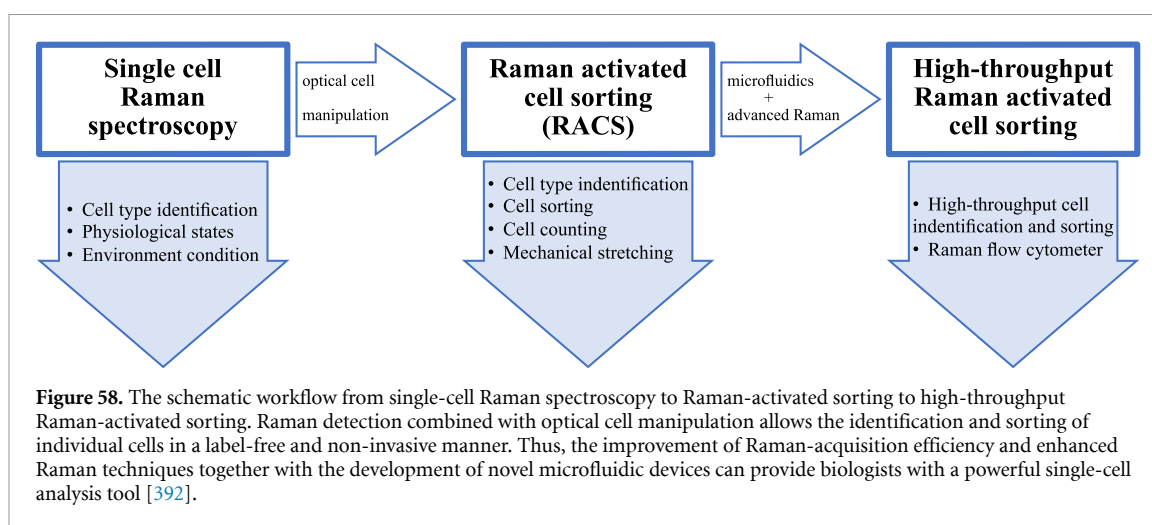 Single cell
Raman
spectroscopy
optical cell
manipulation
Raman activated
cell sorting
(RACS)
microfluidics
+
advanced Raman
High-throughput
Raman activated
cell sorting
• Cell type identification
• Physiological states
• Environment condition
• Cell type indentification
• Cell sorting
• Cell counting
• Mechanical stretching
• High-throughput cell
indentification and sorting
• Raman flow cytometer
Figure 58. The schematic workflow from single-cell Raman spectroscopy to Raman-activated sorting to high-throughput
Raman-activated sorting. Raman detection combined with optical cell manipulation allows the identification and sorting of
individual cells in a label-free and non-invasive manner. Thus, the improvement of Raman-acquisition efficiency and enhanced
Raman techniques together with the development of novel microfluidic devices can provide biologists with a powerful single-cell
analysis tool [392].